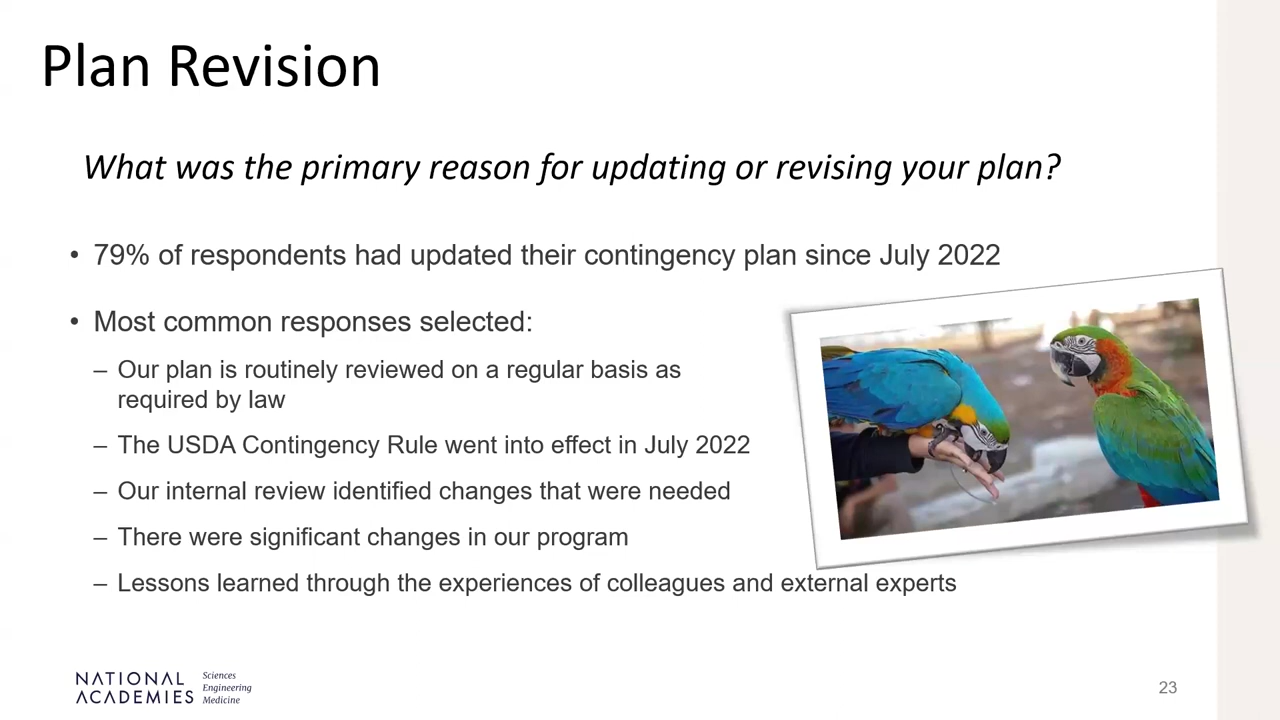 Plan Revision
What was the primary reason for updating or revising your plan?
• 79% of respondents had updated their contingency plan since July 2022
• Most common responses selected:
– Our plan is routinely reviewed on a regular basis as
required by law
– The USDA Contingency Rule went into effect in July 2022
– Our internal review identified changes that were needed
– There were significant changes in our program
– Lessons learned through the experiences of colleagues and external experts
NATIONAL
ACADEMIES
Sciences
Engineering
Medicine
23